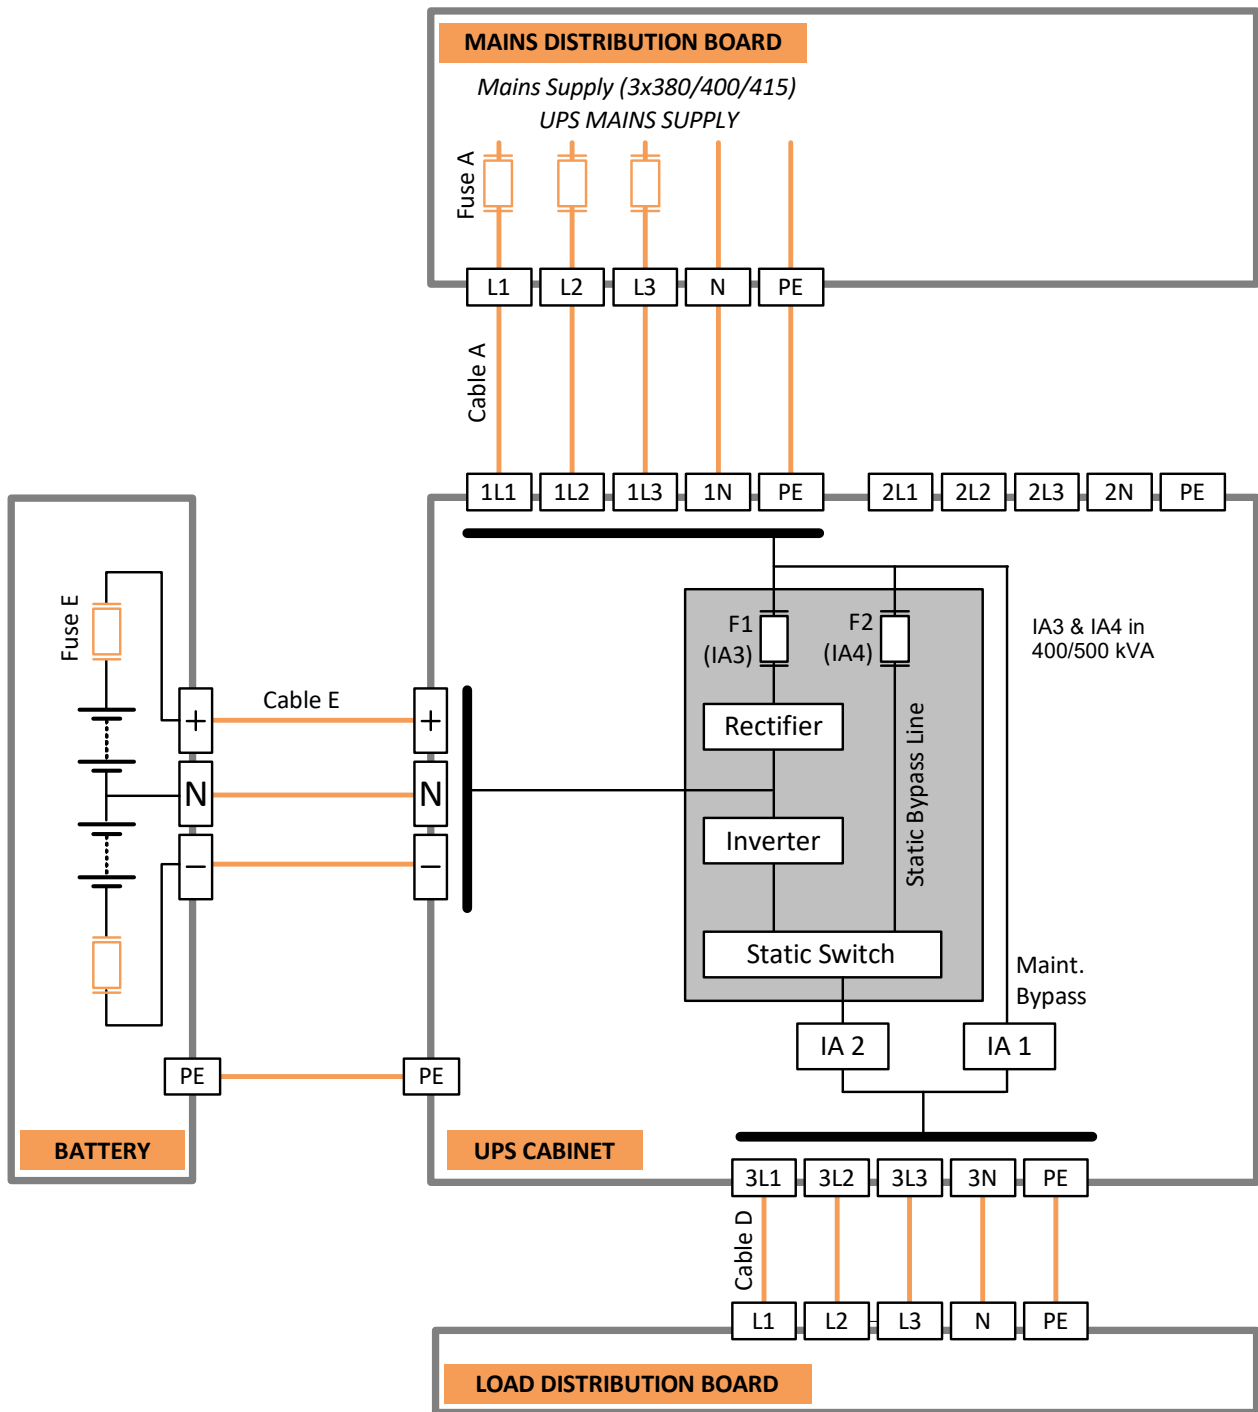 MAINS DISTRIBUTION BOARD
Mains Supply (3x380/400/415)
UPS MAINS SUPPLY
Fuse A
L1 L2 L3 N PE
Cable A
1L1 1L2 1L3 1N PE 2L1 2L2 2L3 2N PE
Fuse E
F1
(IA3)
F2
(IA4)
IA3 & IA4 in
400/500 kVA
Cable E
+ +
Rectifier
Static Bypass Line
N N
Inverter
– –
Static Switch
Maint.
Bypass
IA 2 IA 1
PE PE
BATTERY
UPS CABINET
3L1 3L2 3L3 3N PE
Cable D
L1 L2 L3 N PE
LOAD DISTRIBUTION BOARD